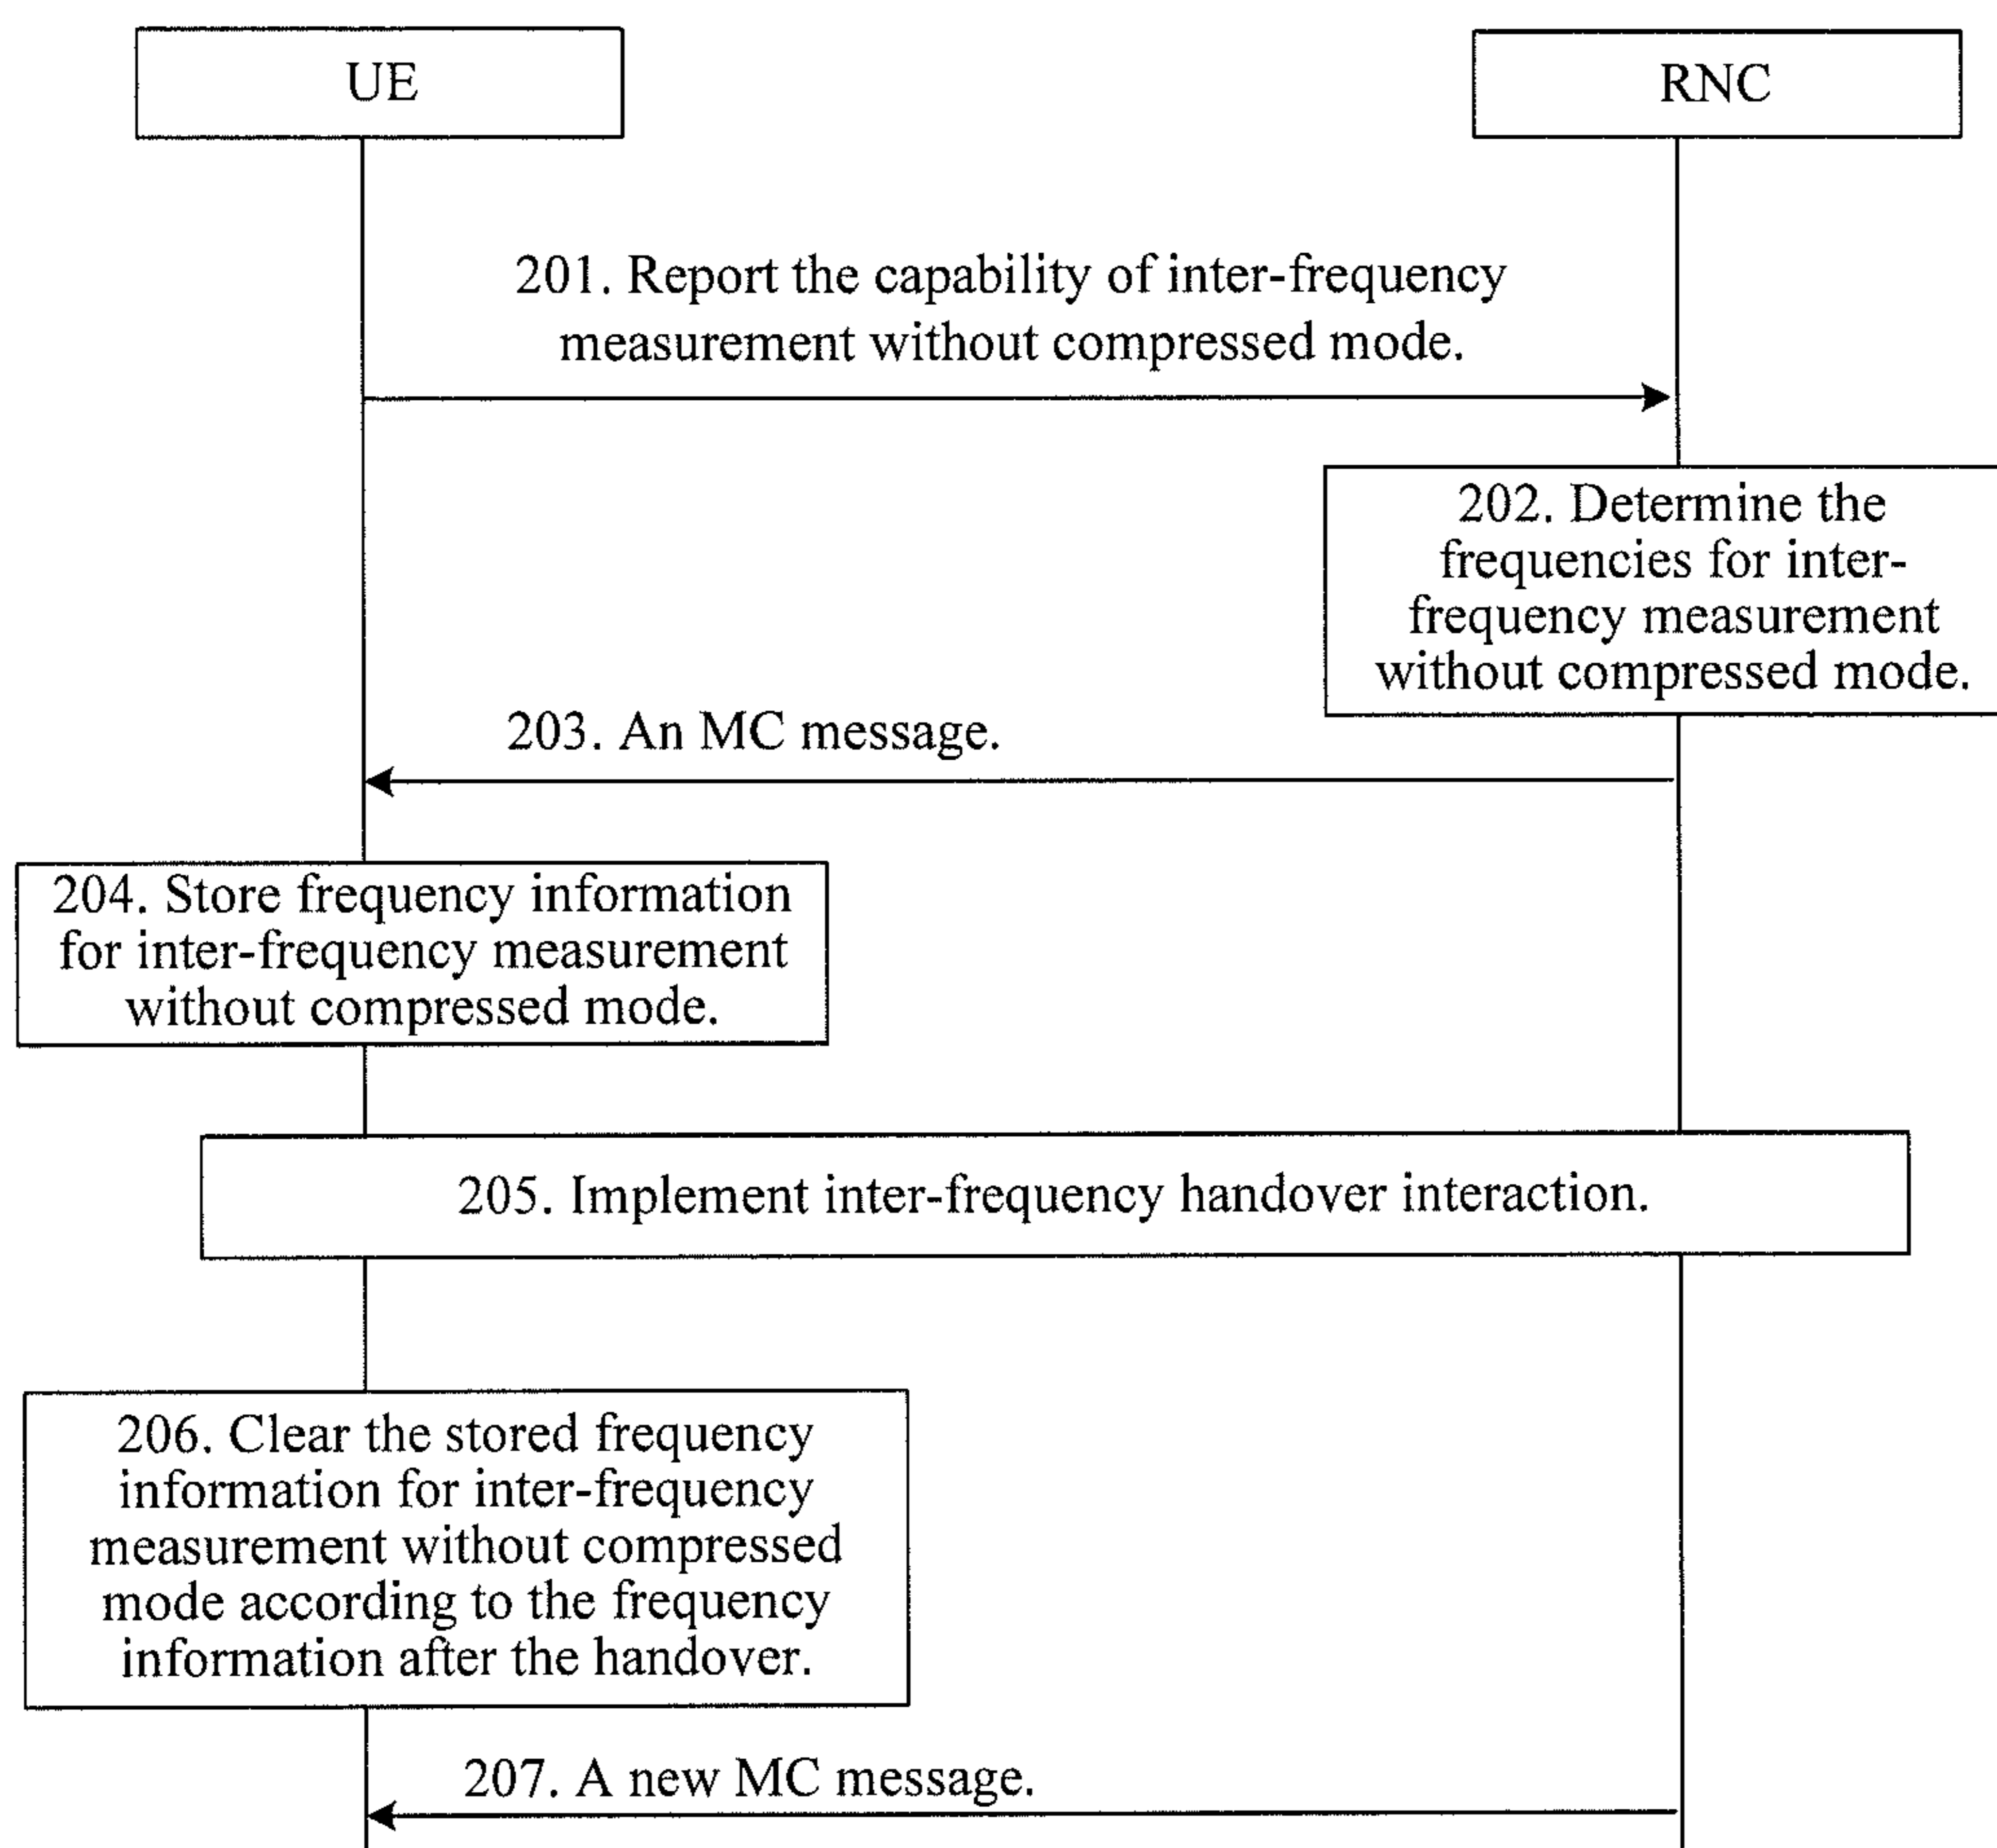 UE
RNC
201. Report the capability of inter-frequency
measurement without compressed mode.
202. Determine the
frequencies for inter-
frequency measurement
without compressed mode.
203. An MC message.
204. Store frequency information
for inter-frequency measurement
without compressed mode.
205. Implement inter-frequency handover interaction.
206. Clear the stored frequency
information for inter-frequency
measurement without compressed
mode according to the frequency
information after the handover.
207. A new MC message.